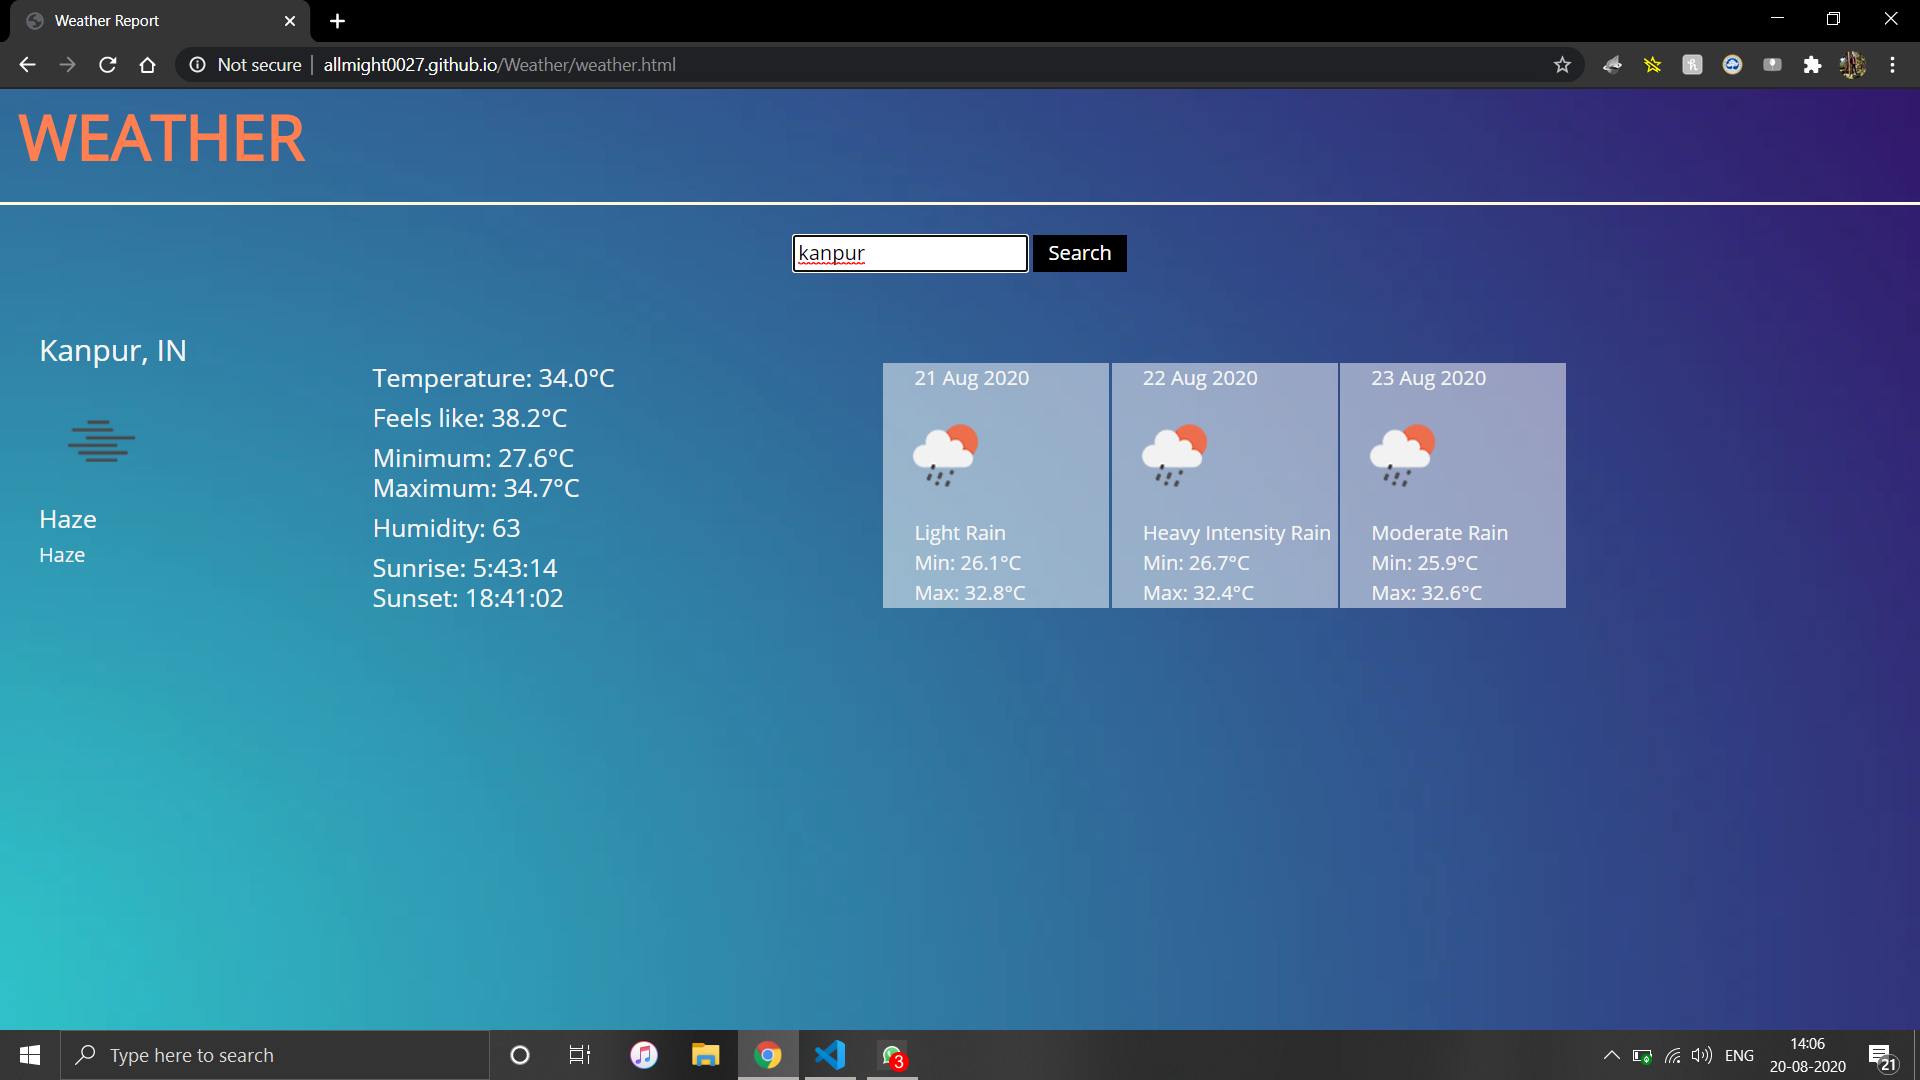 Weather Report
Not secure
allmight0027.github.io/Weather/weather.html
WEATHER
kanpur
Search
Kanpur, IN
Haze
Haze
Temperature: 34.0°C
Feels like: 38.2°C
Minimum: 27.6°C
Maximum: 34.7°C
Humidity: 63
Sunrise: 5:43:14
Sunset: 18:41:02
21 Aug 2020
Light Rain
Min: 26.1°C
Max: 32.8°C
22 Aug 2020
Heavy Intensity Rain
Min: 26.7°C
Max: 32.4°C
23 Aug 2020
Moderate Rain
Min: 25.9°C
Max: 32.6°C
Type here to search
3
ENG
14:06
20-08-2020
21